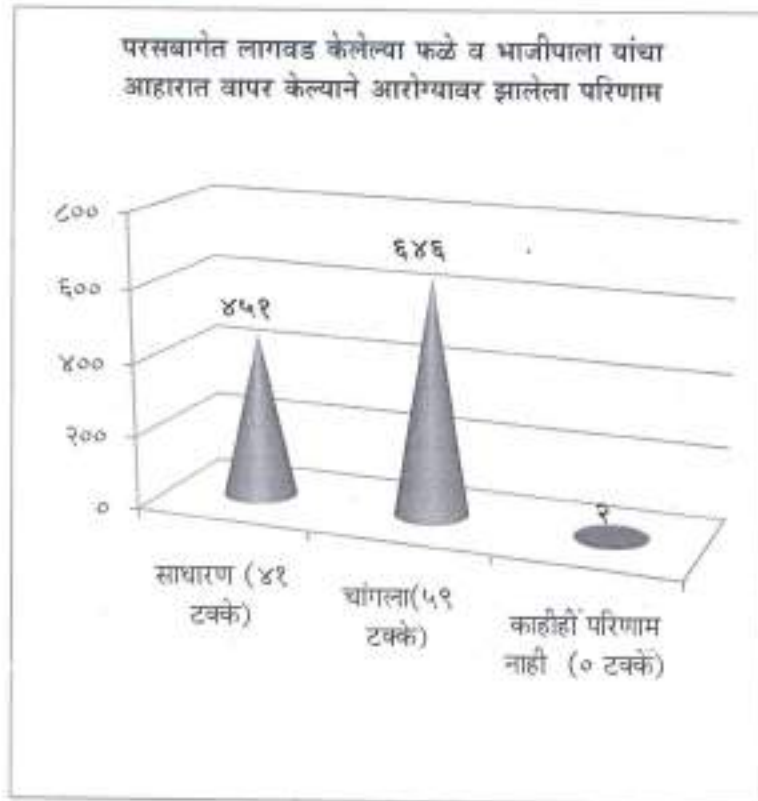 परसबागेत लागवड केलेल्या फळे व भाजीपाला यांचा
आहारात वापर केल्याने आरोग्यावर झालेला परिणाम
८००
६००
४००
२००
०
४५१
६४६
२
साधारण (४१
टक्के)
चांगला(५९
टक्के)
काहीही परिणाम
नाही (० टक्के)